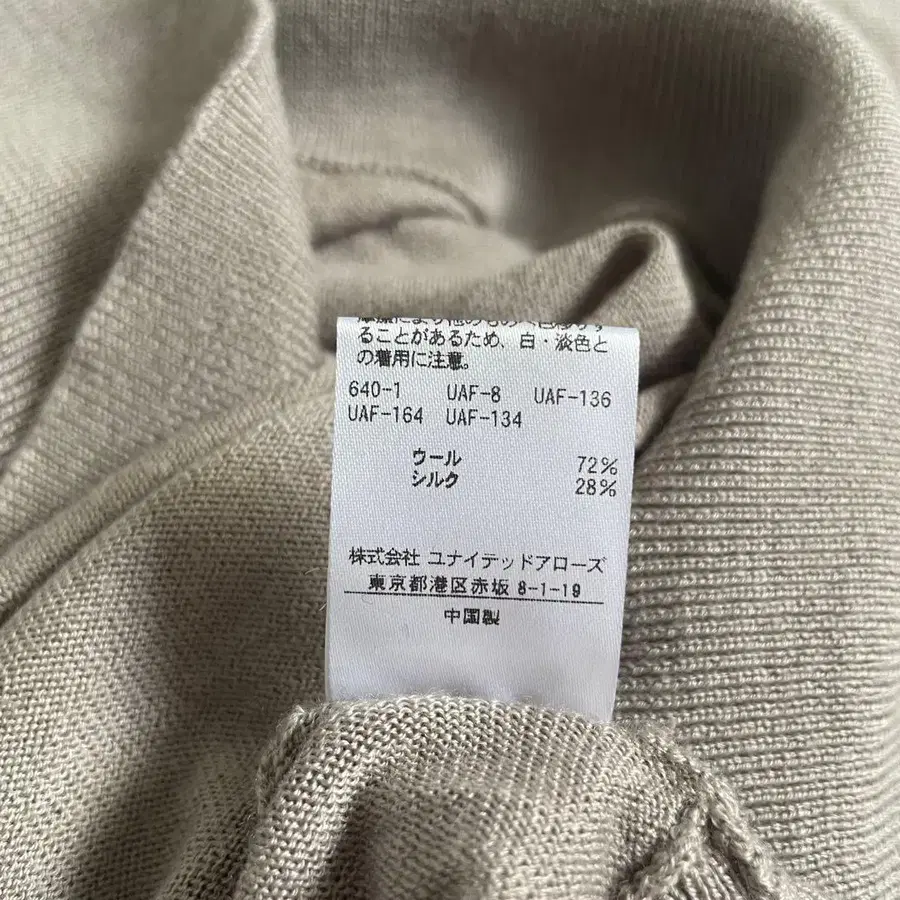 ることがあるため、白・淡色と
の着用に注意。
640-1 UAF-8 UAF-136
UAF-164 UAF-134
ウール 72%
シルク 28%
株式会社 ユナイテッドアローズ
東京都港区赤坂 8-1-19
中国製